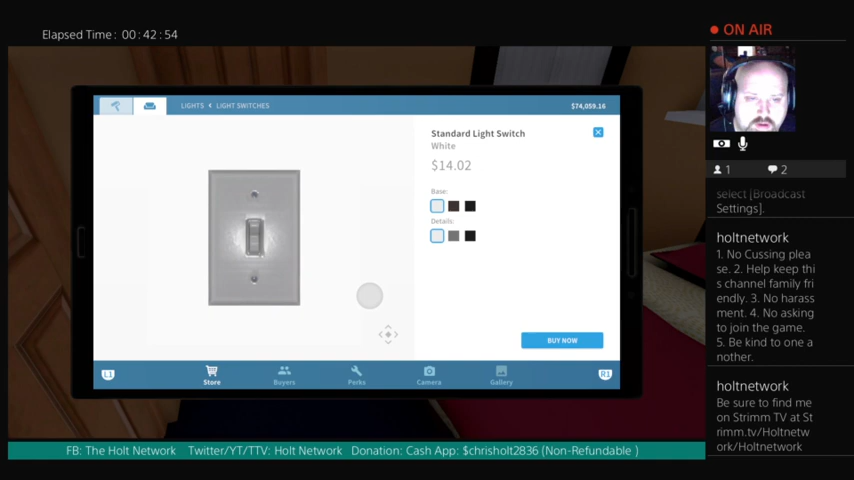 Elapsed Time: 00:42:54
ON AIR
LIGHTS < LIGHT SWITCHES
$74,059.16
Standard Light Switch
White
$14.02
Base:
Details:
BUY NOW
L1
Store
Buyers
Perks
Camera
Gallery
R1
1
2
select [Broadcast
Settings].
holtnetwork
1. No Cussing plea
se. 2. Help keep thi
s channel family fri
endly. 3. No harass
ment. 4. No asking
to join the game.
5. Be kind to one a
nother.
holtnetwork
Be sure to find me
on Strimm TV at St
rimm.tv/Holtnetw
ork/Holtnetwork
FB: The Holt Network Twitter/YT/TTV: Holt Network Donation: Cash App: $chrisholt2836 (Non-Refundable )